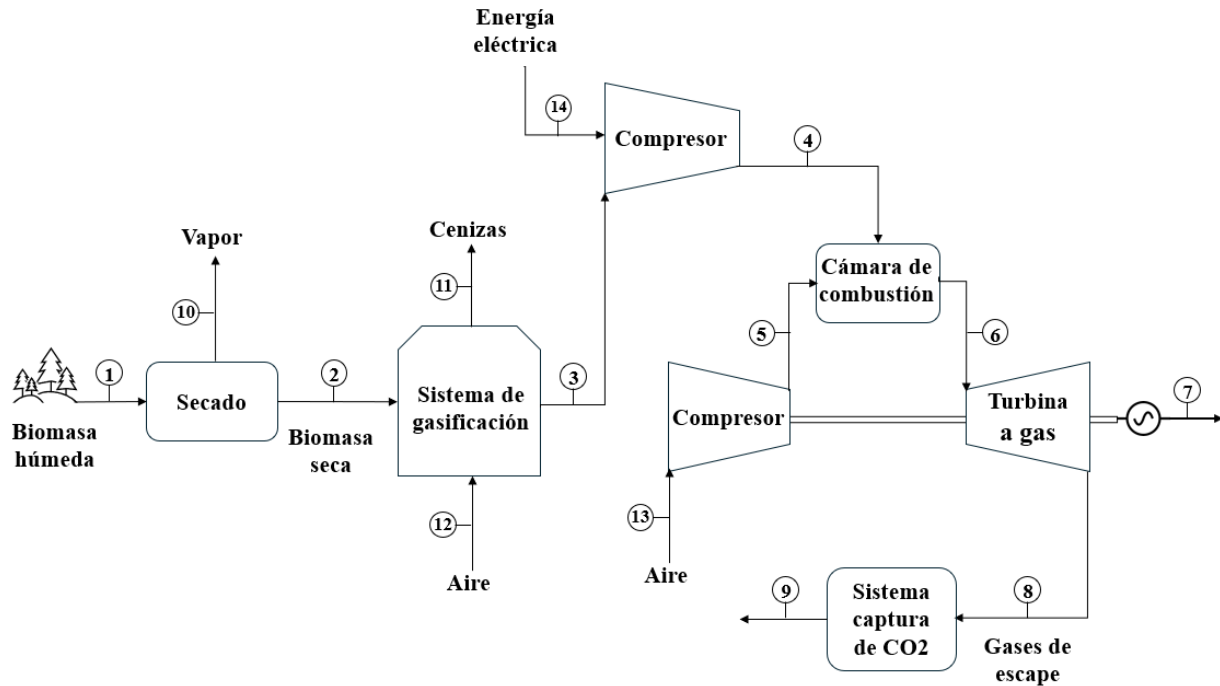 Energía
eléctrica
14
Compresor
4
Vapor
Cenizas
10
11
Cámara de
combustión
5
6
1
Secado
2
Sistema de
gasificación
3
Compresor
Turbina
a gas
7
Biomasa
húmeda
Biomasa
seca
12
13
Aire
Aire
9
Sistema
captura
de CO2
8
Gases de
escape